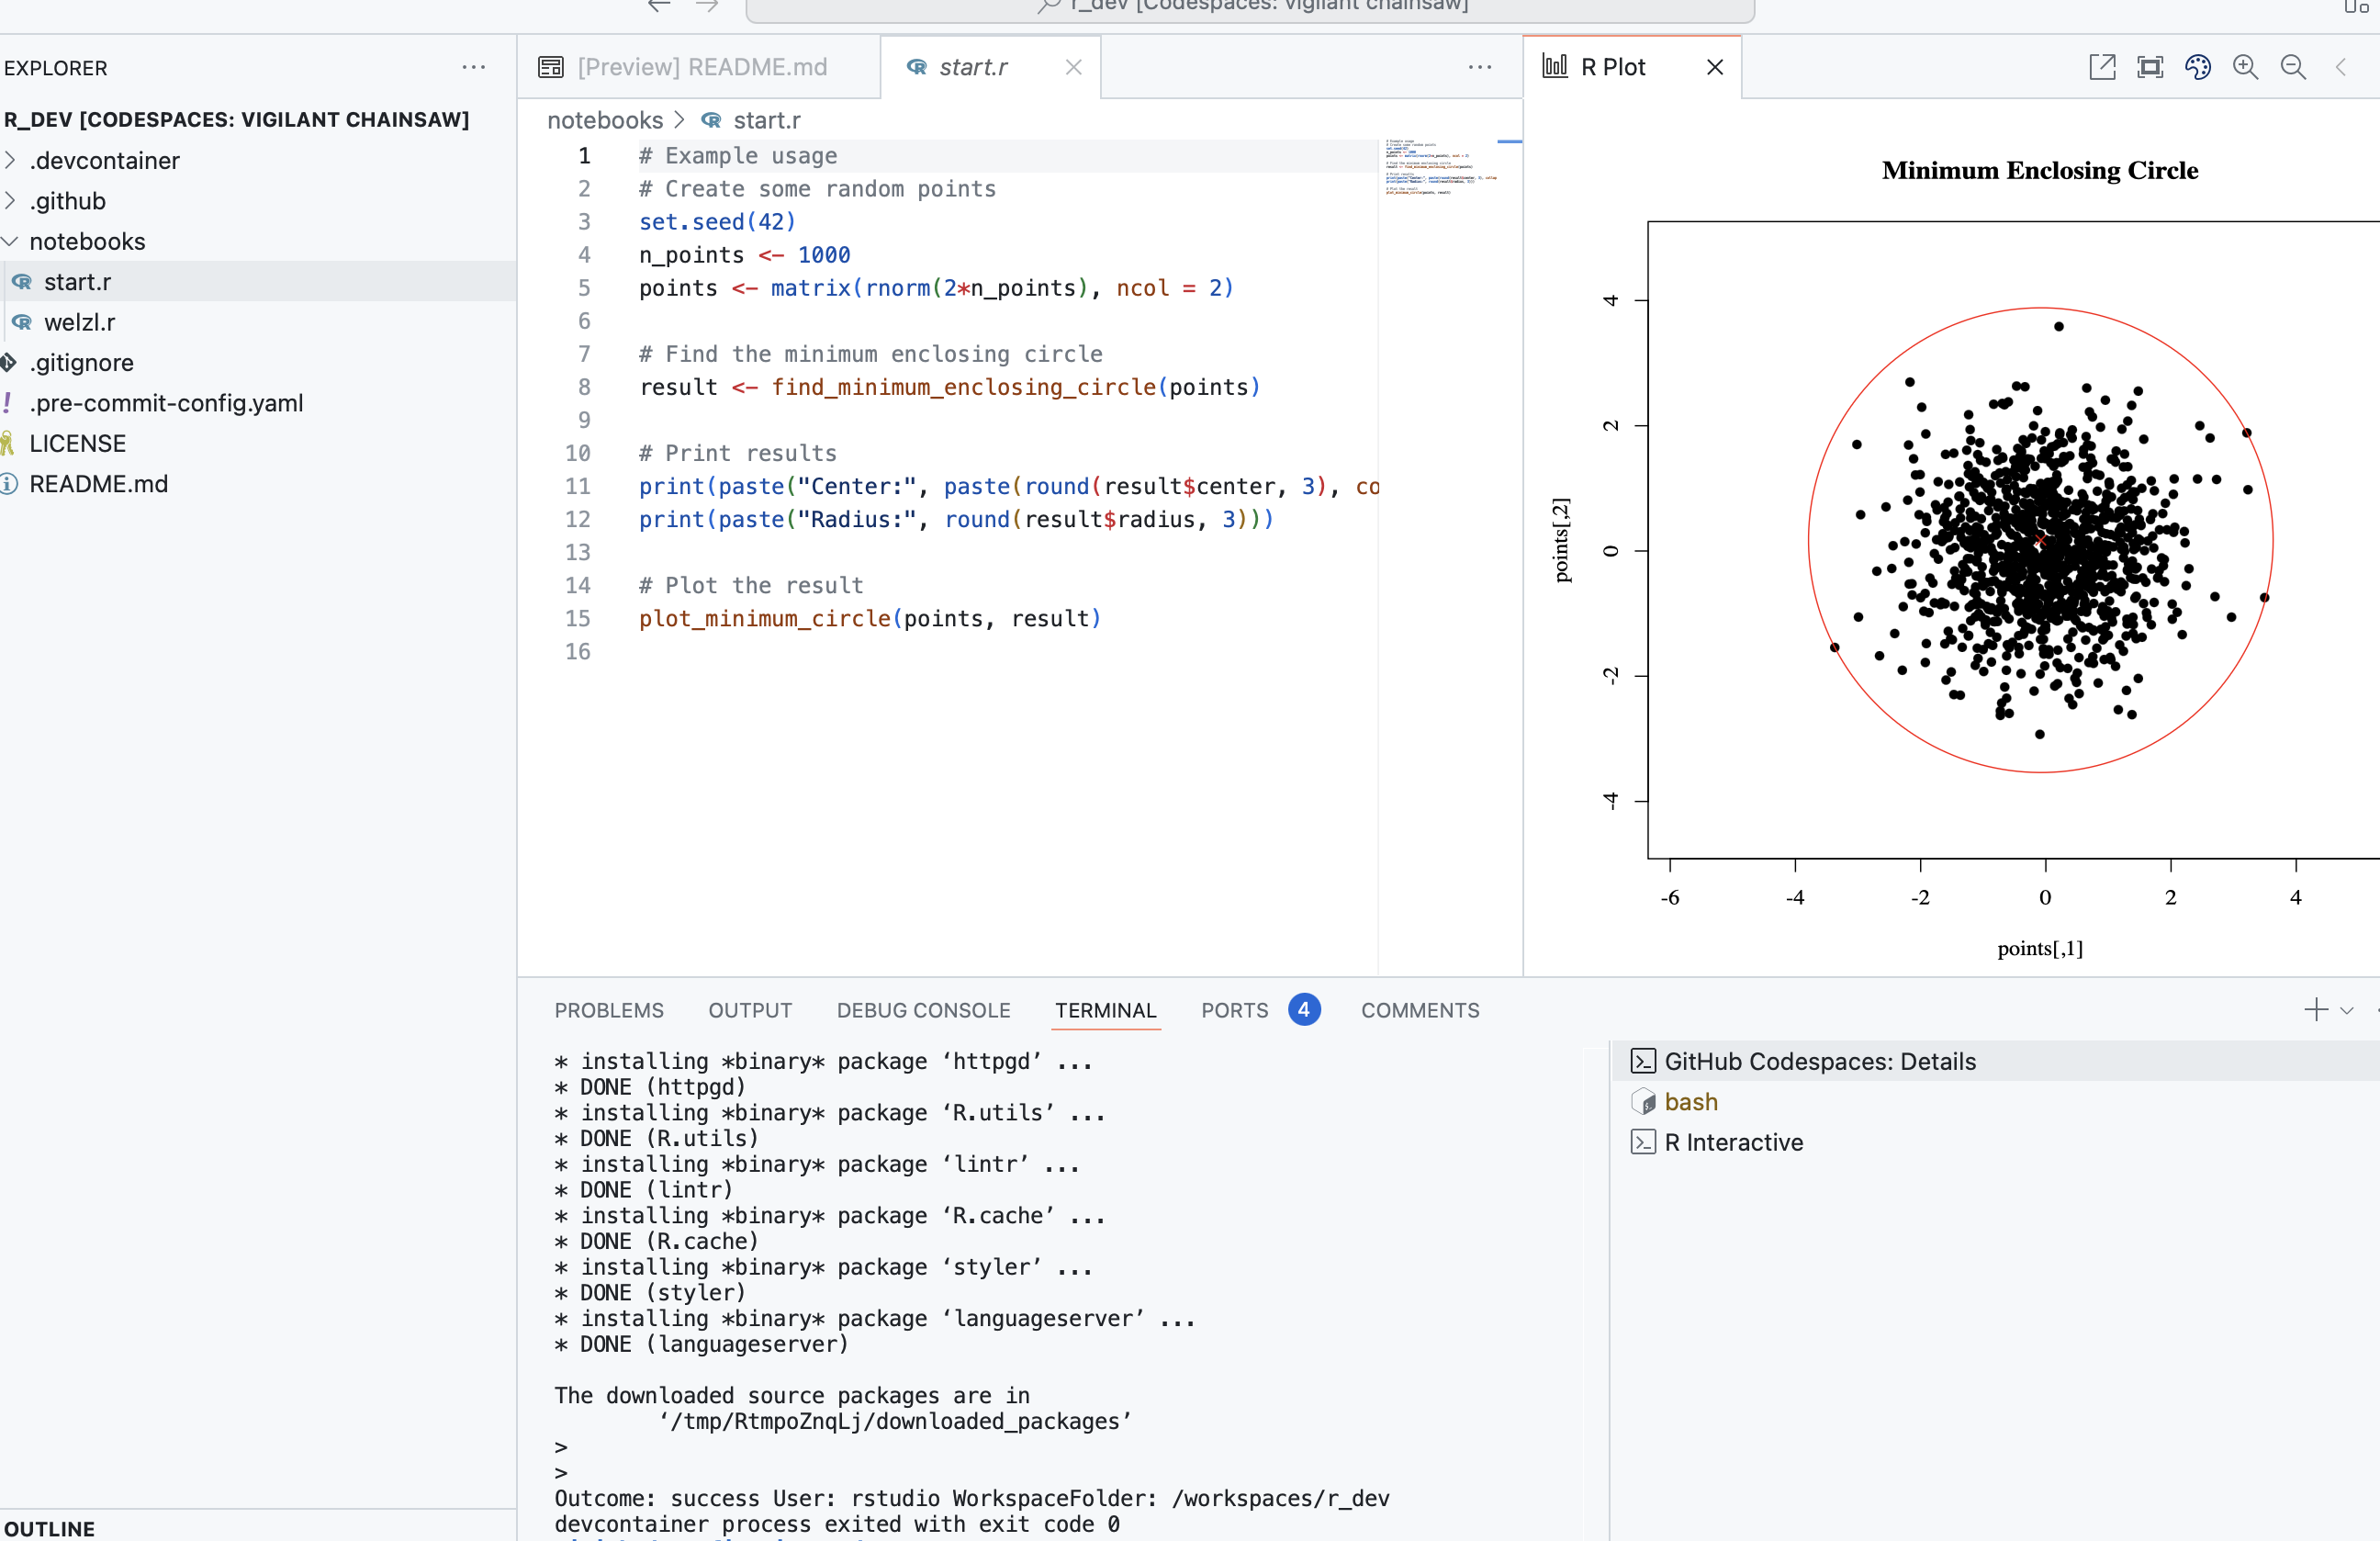 r_dev [Codespaces: vigilant chainsaw]
EXPLORER
R_DEV [CODESPACES: VIGILANT CHAINSAW]
.devcontainer
.github
notebooks
start.r
welzl.r
.gitignore
.pre-commit-config.yaml
LICENSE
README.md
OUTLINE
[Preview] README.md
start.r
notebooks > start.r
1 # Example usage
2 # Create some random points
3 set.seed(42)
4 n_points <- 1000
5 points <- matrix(rnorm(2*n_points), ncol = 2)
6
7 # Find the minimum enclosing circle
8 result <- find_minimum_enclosing_circle(points)
9
10 # Print results
11 print(paste("Center:", paste(round(result$center, 3), co
12 print(paste("Radius:", round(result$radius, 3)))
13
14 # Plot the result
15 plot_minimum_circle(points, result)
16
R Plot
Minimum Enclosing Circle
points[,2]
4
2
0
-2
-4
-6 -4 -2 0 2 4
points[,1]
PROBLEMS OUTPUT DEBUG CONSOLE TERMINAL PORTS 4 COMMENTS
* installing *binary* package ‘httpgd’ ...
* DONE (httpgd)
* installing *binary* package ‘R.utils’ ...
* DONE (R.utils)
* installing *binary* package ‘lintr’ ...
* DONE (lintr)
* installing *binary* package ‘R.cache’ ...
* DONE (R.cache)
* installing *binary* package ‘styler’ ...
* DONE (styler)
* installing *binary* package ‘languageserver’ ...
* DONE (languageserver)
The downloaded source packages are in
‘/tmp/RtmpoZnqLj/downloaded_packages’
>
>
Outcome: success User: rstudio WorkspaceFolder: /workspaces/r_dev
devcontainer process exited with exit code 0
GitHub Codespaces: Details
bash
R Interactive